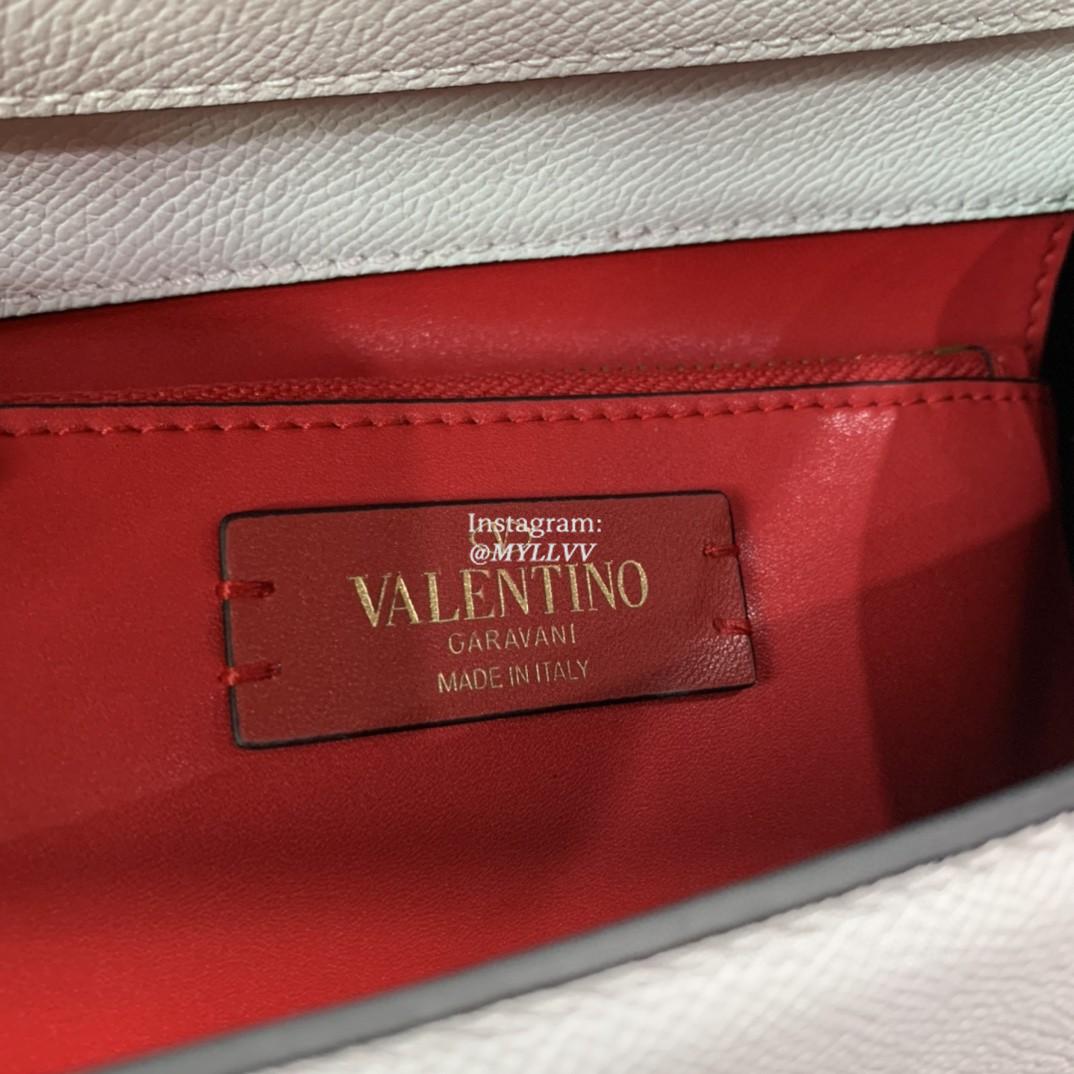 Instagram:
@MYLLVV
VALENTINO
GARAVANI
MADE IN ITALY